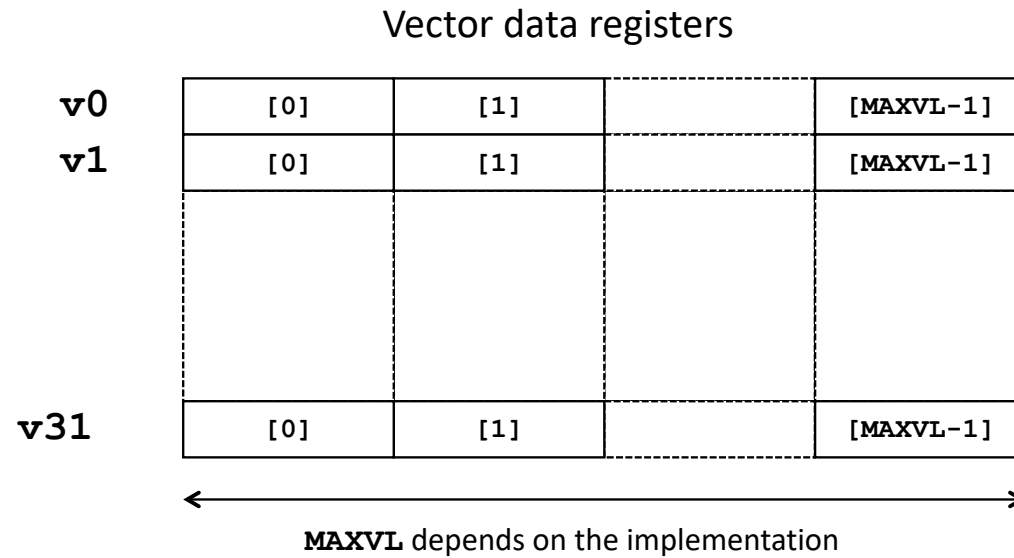 Vector data registers
v0 [0] [1] [MAXVL-1]
v1 [0] [1] [MAXVL-1]
v31 [0] [1] [MAXVL-1]
MAXVL depends on the implementation